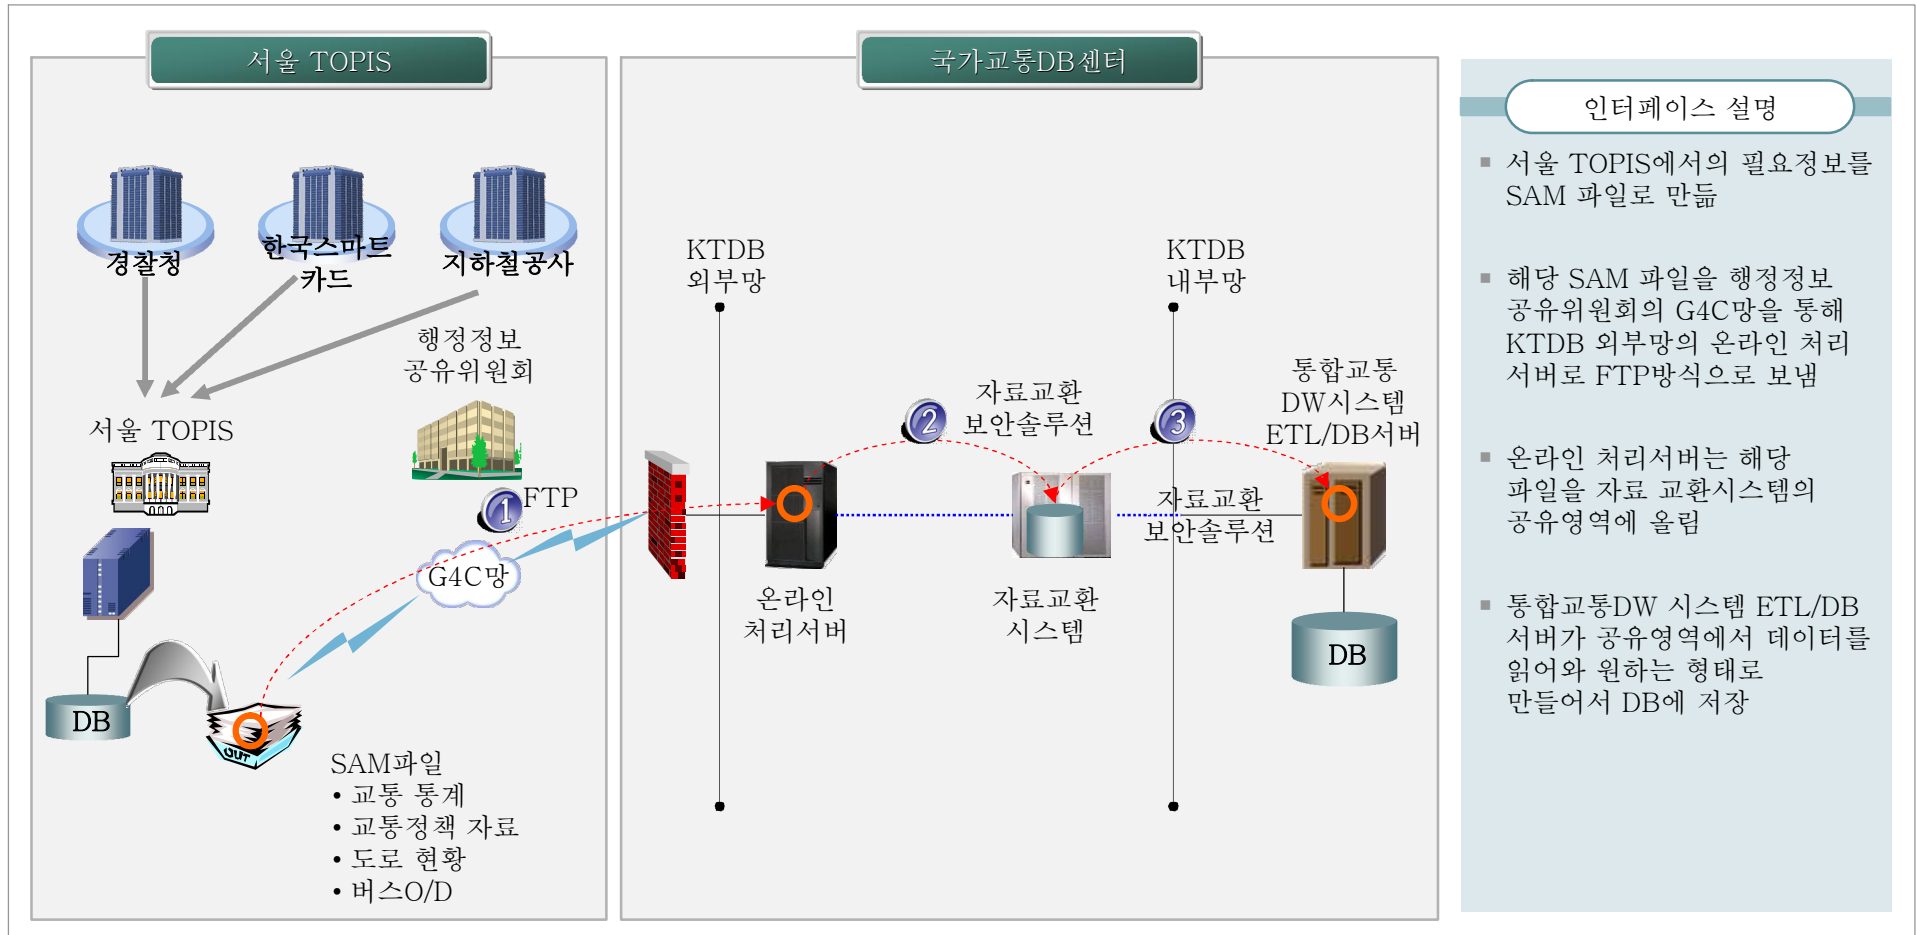 서울 TOPIS
경찰청
한국스마트
카드
지하철공사
행정정보
공유위원회
서울 TOPIS
1
FTP
G4C망
DB
OUT
SAM파일
• 교통 통계
• 교통정책 자료
• 도로 현황
• 버스O/D
국가교통DB센터
KTDB
외부망
KTDB
내부망
2
자료교환
보안솔루션
3
통합교통
DW시스템
ETL/DB서버
자료교환
보안솔루션
온라인
처리서버
자료교환
시스템
DB
인터페이스 설명
▪ 서울 TOPIS에서의 필요정보를
SAM 파일로 만듦
▪ 해당 SAM 파일을 행정정보
공유위원회의 G4C망을 통해
KTDB 외부망의 온라인 처리
서버로 FTP방식으로 보냄
▪ 온라인 처리서버는 해당
파일을 자료 교환시스템의
공유영역에 올림
▪ 통합교통DW 시스템 ETL/DB
서버가 공유영역에서 데이터를
읽어와 원하는 형태로
만들어서 DB에 저장